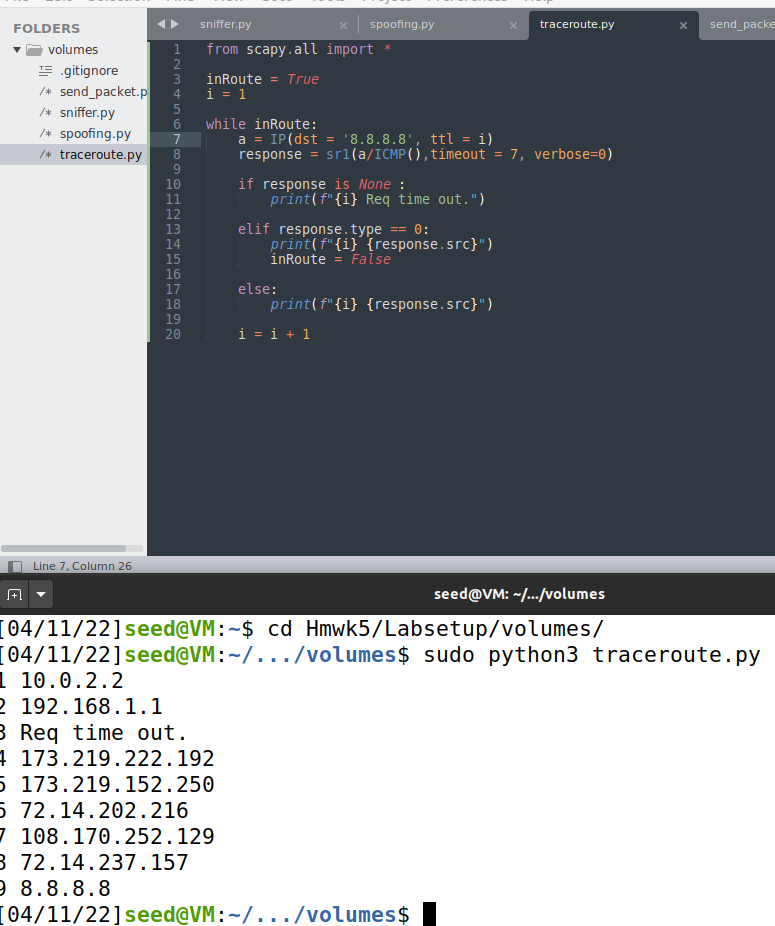 FOLDERS
volumes
.gitignore
send_packet.p
sniffer.py
spoofing.py
traceroute.py
sniffer.py × spoofing.py × traceroute.py × send_packe
1 from scapy.all import *
2
3 inRoute = True
4 i = 1
5
6 while inRoute:
7 a = IP(dst = '8.8.8.8', ttl = i)
8 response = sr1(a/ICMP(),timeout = 7, verbose=0)
9
10 if response is None :
11 print(f"{i} Req time out.")
12
13 elif response.type == 0:
14 print(f"{i} {response.src}")
15 inRoute = False
16
17 else:
18 print(f"{i} {response.src}")
19
20 i = i + 1
Line 7, Column 26
seed@VM: ~/.../volumes
[04/11/22]seed@VM:~$ cd Hmwk5/Labsetup/volumes/
[04/11/22]seed@VM:~/.../volumes$ sudo python3 traceroute.py
1 10.0.2.2
2 192.168.1.1
3 Req time out.
4 173.219.222.192
5 173.219.152.250
6 72.14.202.216
7 108.170.252.129
8 72.14.237.157
9 8.8.8.8
[04/11/22]seed@VM:~/.../volumes$